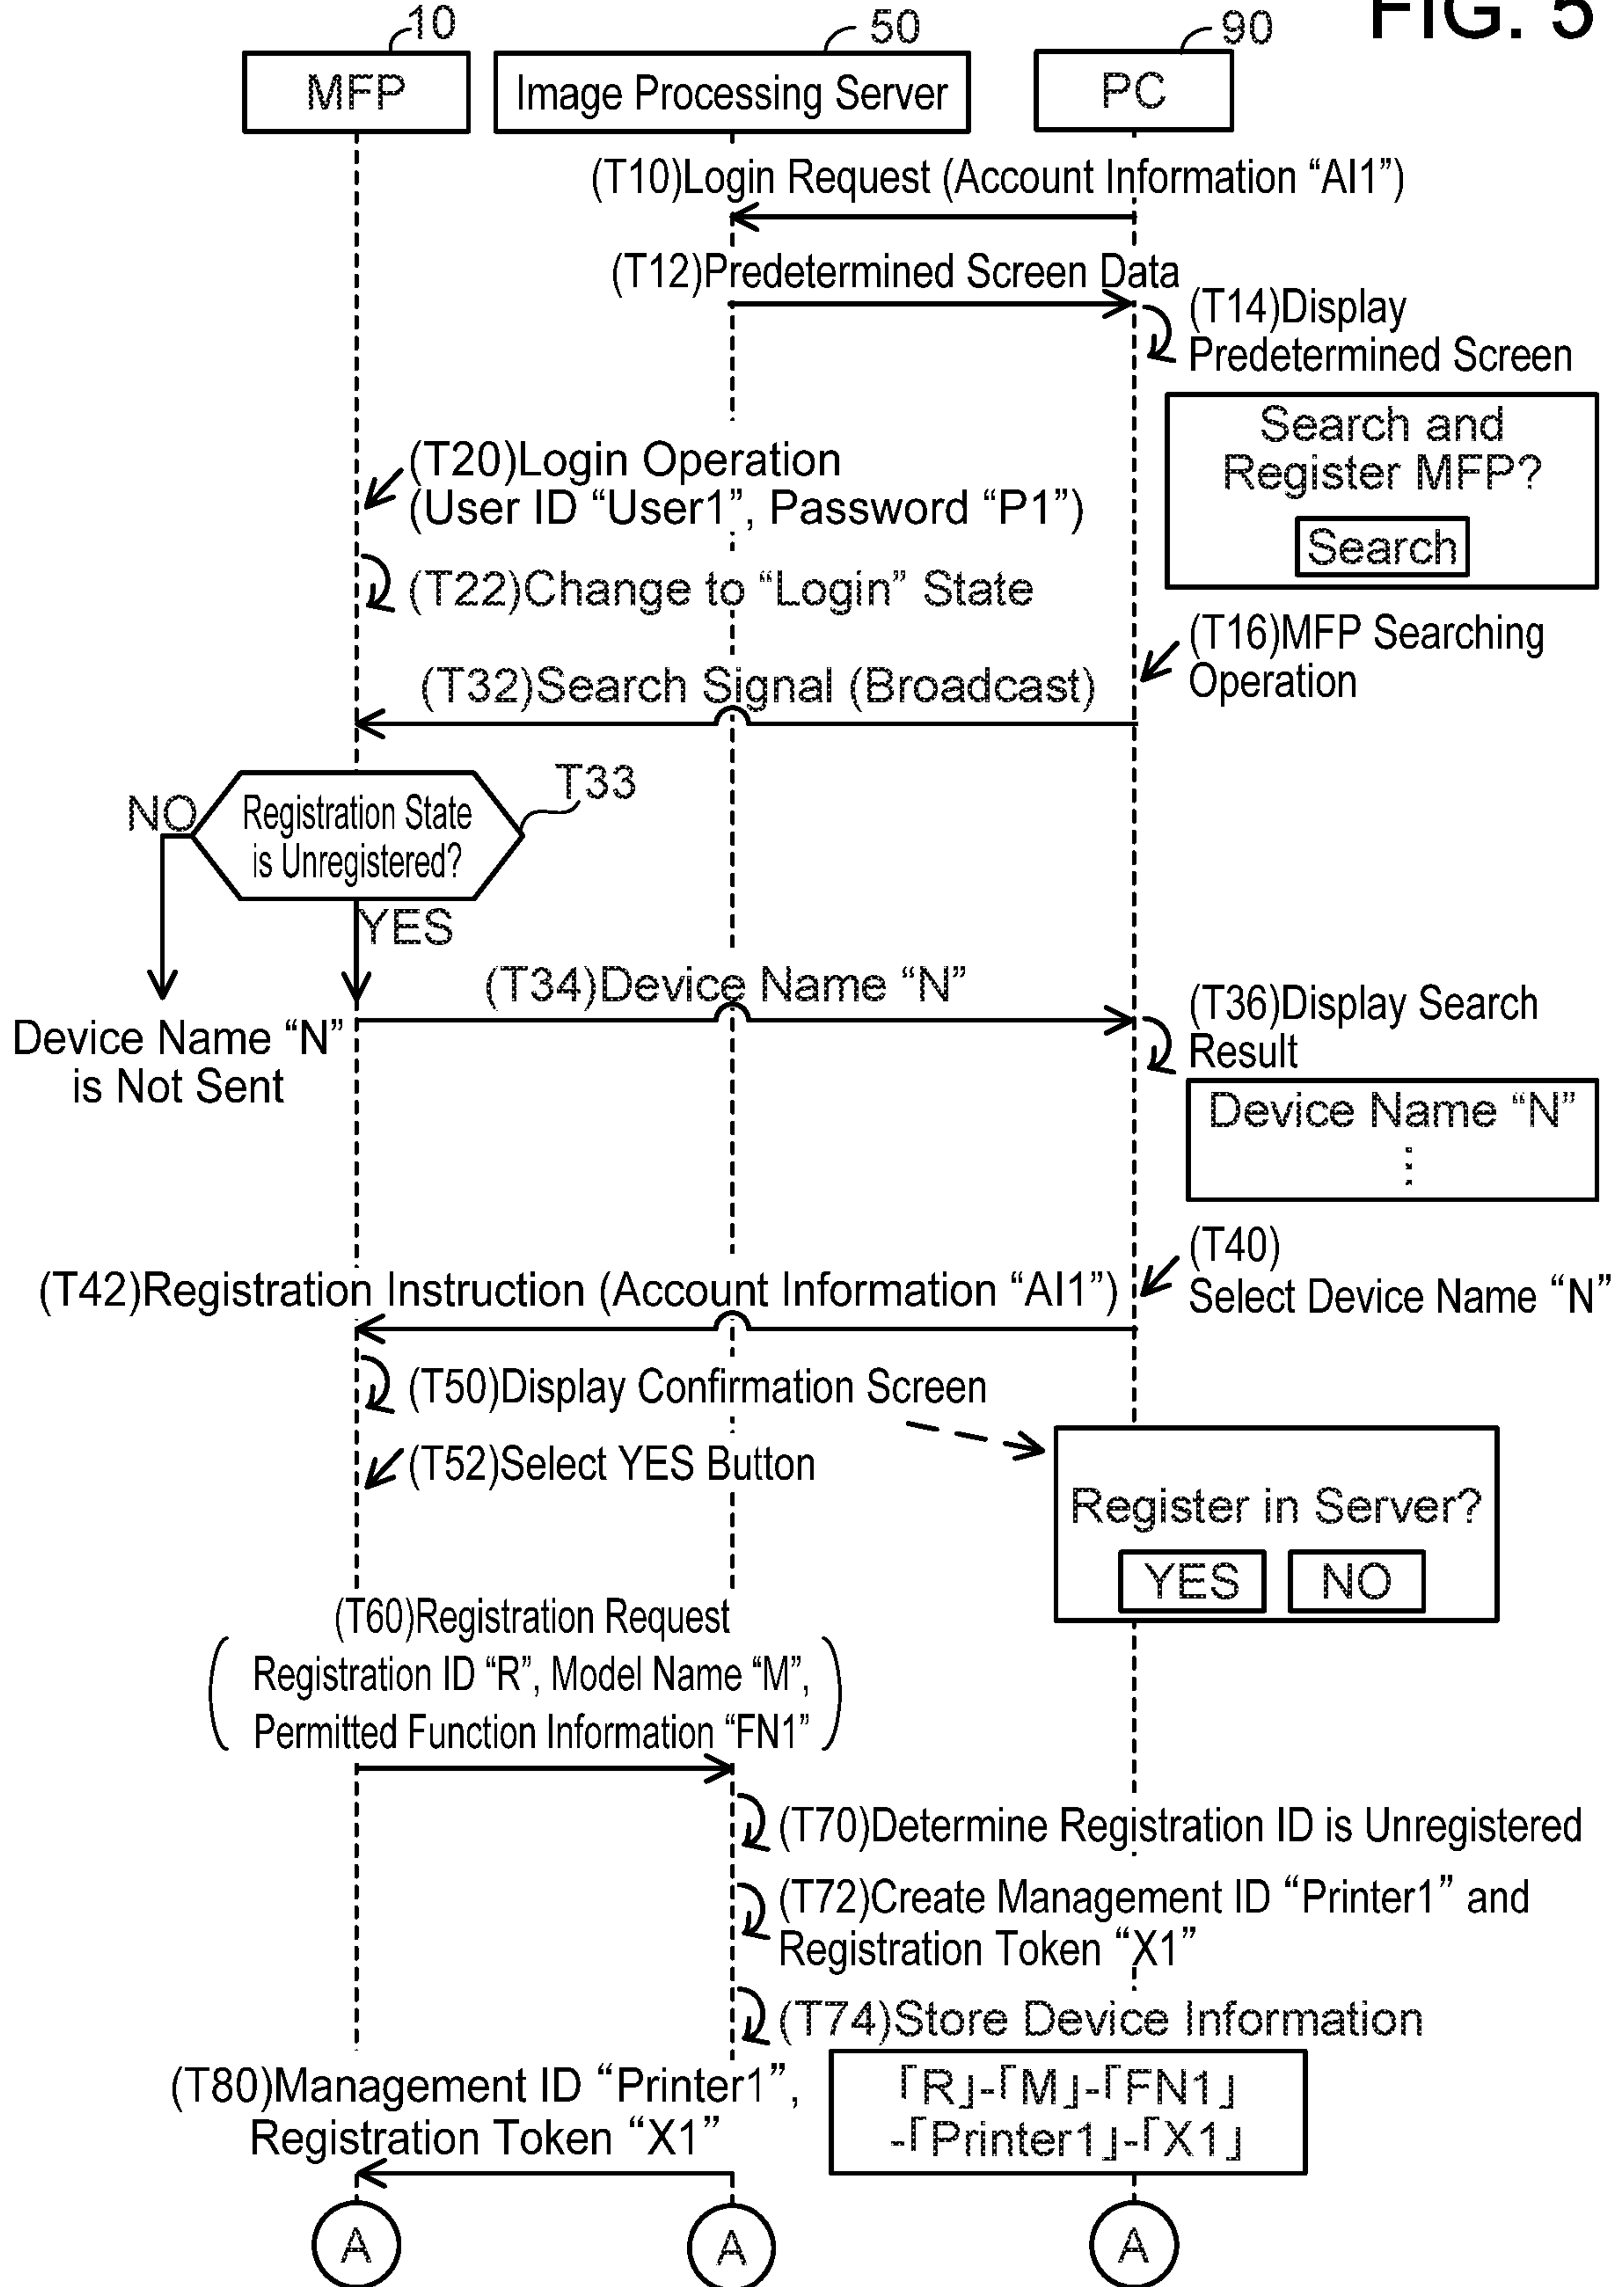 FIG. 5
10
50
90
MFP
Image Processing Server
PC
(T10)Login Request (Account Information “AI1”)
(T12)Predetermined Screen Data
(T14)Display
Predetermined Screen
Search and
Register MFP?
Search
(T20)Login Operation
(User ID “User1”, Password “P1”)
(T22)Change to “Login” State
(T16)MFP Searching
Operation
(T32)Search Signal (Broadcast)
T33
NO
Registration State
is Unregistered?
YES
(T34)Device Name “N”
Device Name “N”
is Not Sent
(T36)Display Search
Result
Device Name “N”
(T40)
Select Device Name “N”
(T42)Registration Instruction (Account Information “AI1”)
(T50)Display Confirmation Screen
(T52)Select YES Button
Register in Server?
YES
NO
(T60)Registration Request
Registration ID “R”, Model Name “M”,
Permitted Function Information “FN1”
(T70)Determine Registration ID is Unregistered
(T72)Create Management ID “Printer1” and
Registration Token “X1”
(T74)Store Device Information
「R」-「M」-「FN1」
-「Printer1」-「X1」
(T80)Management ID “Printer1”,
Registration Token “X1”
A
A
A